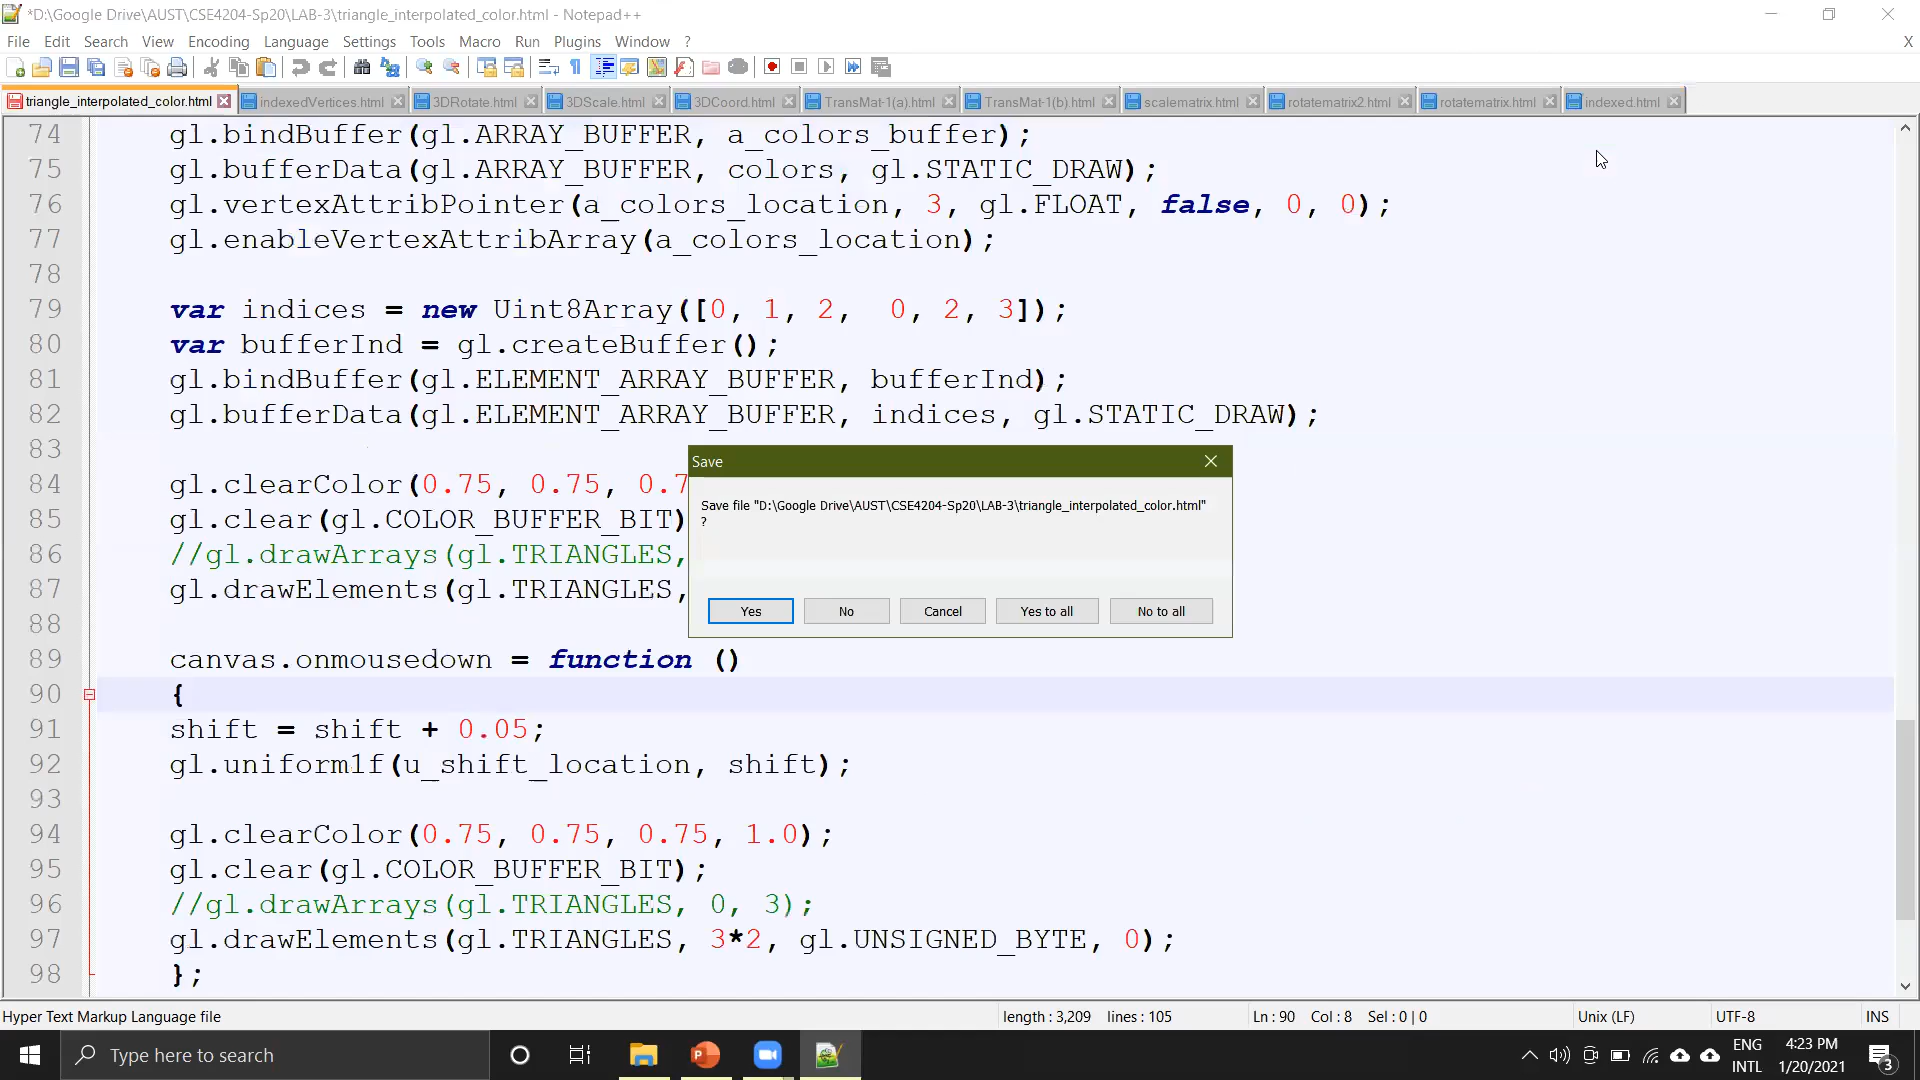 *D:\Google Drive\AUST\CSE4204-Sp20\LAB-3\triangle_interpolated_color.html - Notepad++
File Edit Search View Encoding Language Settings Tools Macro Run Plugins Window ? X
triangle_interpolated_color.html indexedVertices.html 3DRotate.html 3DScale.html 3DCoord.html TransMat-1(a).html TransMat-1(b).html scalematrix.html rotatematrix2.html rotatematrix.html indexed.html
74 gl.bindBuffer(gl.ARRAY_BUFFER, a_colors_buffer);
75 gl.bufferData(gl.ARRAY_BUFFER, colors, gl.STATIC_DRAW);
76 gl.vertexAttribPointer(a_colors_location, 3, gl.FLOAT, false, 0, 0);
77 gl.enableVertexAttribArray(a_colors_location);
78
79 var indices = new Uint8Array([0, 1, 2,  0, 2, 3]);
80 var bufferInd = gl.createBuffer();
81 gl.bindBuffer(gl.ELEMENT_ARRAY_BUFFER, bufferInd);
82 gl.bufferData(gl.ELEMENT_ARRAY_BUFFER, indices, gl.STATIC_DRAW);
83
84 gl.clearColor(0.75, 0.75, 0.7
85 gl.clear(gl.COLOR_BUFFER_BIT)
86 //gl.drawArrays(gl.TRIANGLES,
87 gl.drawElements(gl.TRIANGLES,
Save
Save file "D:\Google Drive\AUST\CSE4204-Sp20\LAB-3\triangle_interpolated_color.html"
?
Yes No Cancel Yes to all No to all
88
89 canvas.onmousedown = function ()
90 {
91 shift = shift + 0.05;
92 gl.uniform1f(u_shift_location, shift);
93
94 gl.clearColor(0.75, 0.75, 0.75, 1.0);
95 gl.clear(gl.COLOR_BUFFER_BIT);
96 //gl.drawArrays(gl.TRIANGLES, 0, 3);
97 gl.drawElements(gl.TRIANGLES, 3*2, gl.UNSIGNED_BYTE, 0);
98 };
Hyper Text Markup Language file length : 3,209 lines : 105 Ln : 90 Col : 8 Sel : 0 | 0 Unix (LF) UTF-8 INS
Type here to search
ENG
INTL
4:23 PM
1/20/2021
3